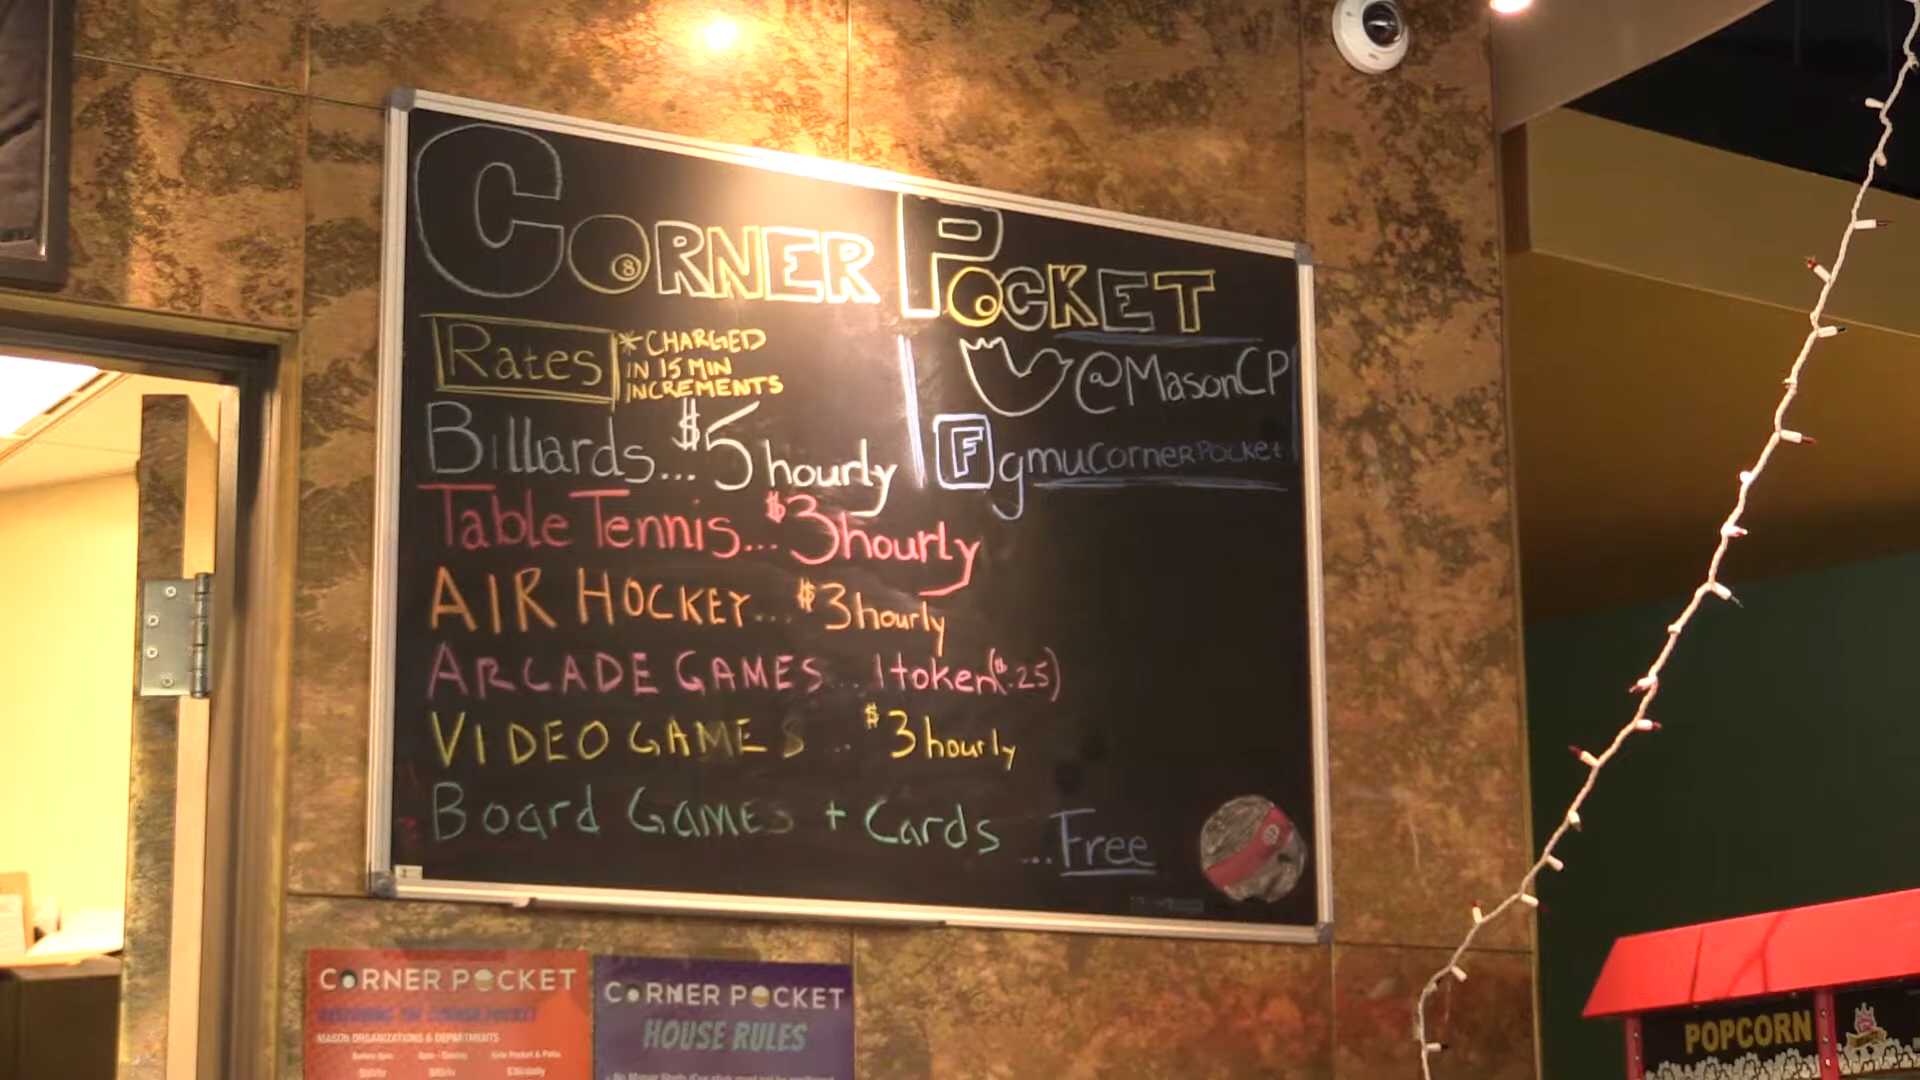 CORNER POCKET
Rates
*CHARGED
IN 15 MIN
INCREMENTS
@MasonCP
F gmucornerPocket
Billiards... $5 hourly
Table Tennis... $3 hourly
AIR HOCKEY... $3 hourly
ARCADE GAMES... 1 token ($.25)
VIDEO GAMES... $3 hourly
Board GAMES + Cards ...Free
CORNER POCKET
MASON ORGANIZATIONS & DEPARTMENTS
CORNER POCKET
HOUSE RULES
POPCORN